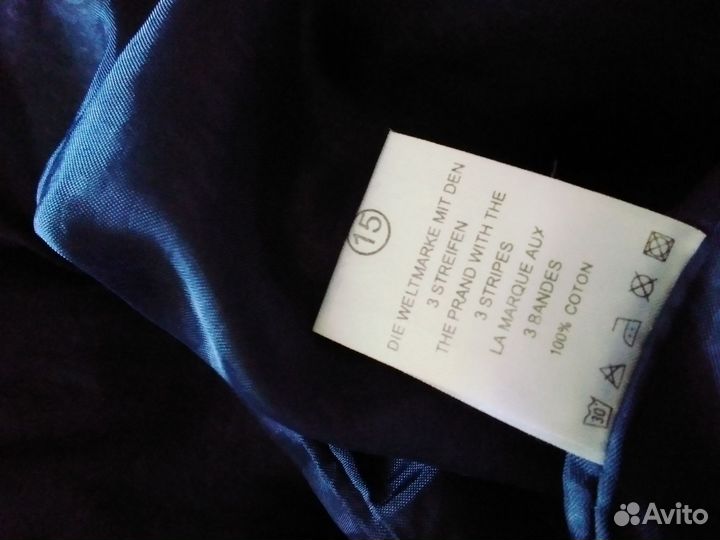 15
DIE WELTMARKE MIT DEN
3 STREIFEN
THE PRAND WITH THE
3 STRIPES
LA MARQUE AUX
3 BANDES
100% COTON
30°
Avito